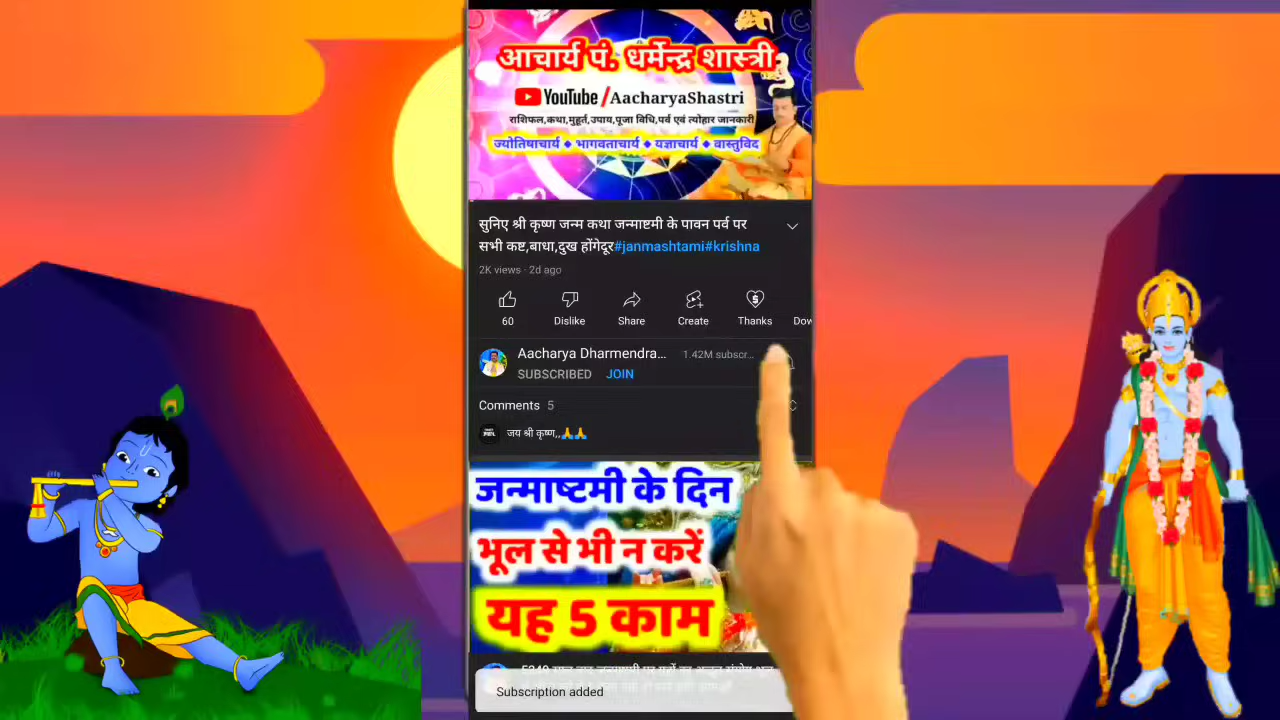 आचार्य पं. धर्मेन्द्र शास्त्री
YouTube/AacharyaShastri
राशिफल,कथा,मुहूर्त,उपाय,पूजा विधि,पर्व एवं त्योहार जानकारी
ज्योतिषाचार्य ◆ भागवताचार्य ◆ यज्ञाचार्य ◆ वास्तुविद
सुनिए श्री कृष्ण जन्म कथा जन्माष्टमी के पावन पर्व पर
सभी कष्ट,बाधा,दुख होंगेदूर#janmashtami#krishna
2K views · 2d ago
60 Dislike Share Create Thanks Dow
Aacharya Dharmendra... 1.42M subscr...
SUBSCRIBED JOIN
Comments 5
जय श्री कृष्ण,,🙏🙏
जन्माष्टमी के दिन
भूल से भी न करें
यह 5 काम
Subscription added